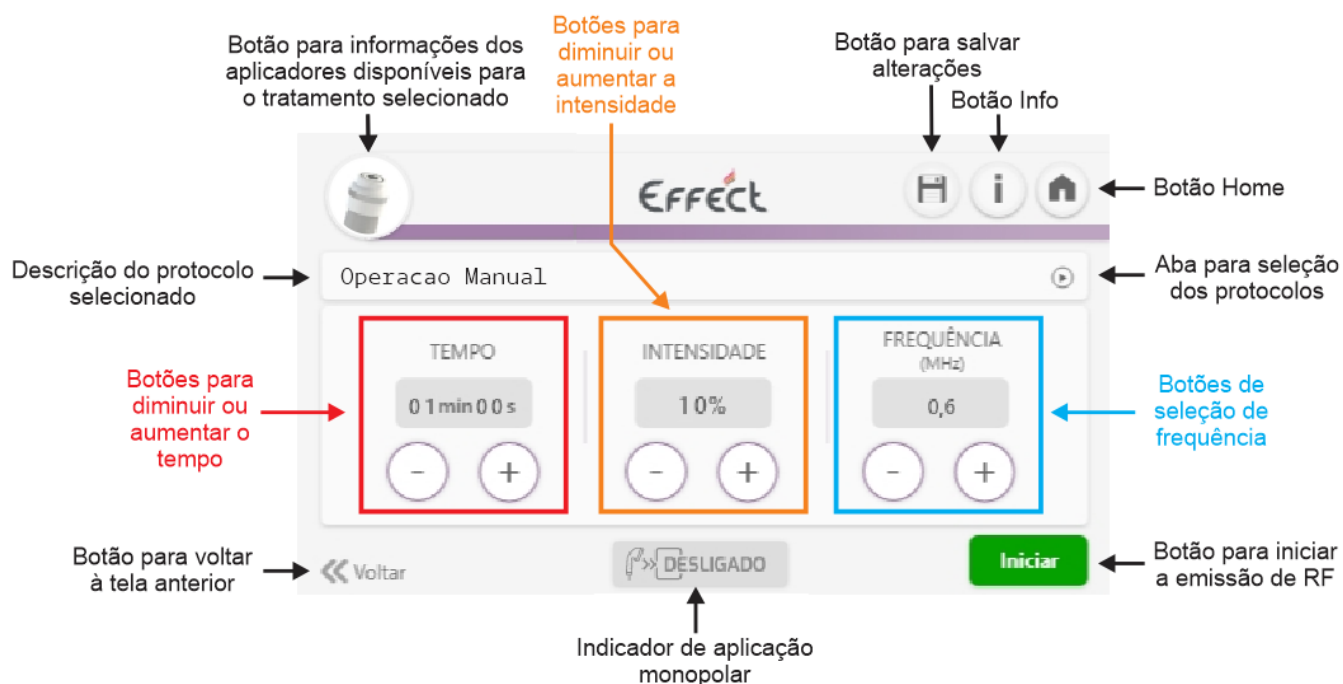 Botões para
diminuir ou
aumentar a
intensidade
Botão para informações dos
aplicadores disponíveis para
o tratamento selecionado
Botão para salvar
alterações
Botão Info
Effect
i
Botão Home
Descrição do protocolo
selecionado
Operacao Manual
Aba para seleção
dos protocolos
TEMPO
INTENSIDADE
FREQUÊNCIA
(MHz)
Botões para
diminuir ou
aumentar o
tempo
01min00s
10%
0,6
Botões de
seleção de
frequência
- +
- +
- +
Botão para voltar
à tela anterior
Voltar
DESLIGADO
Iniciar
Botão para iniciar
a emissão de RF
Indicador de aplicação
monopolar